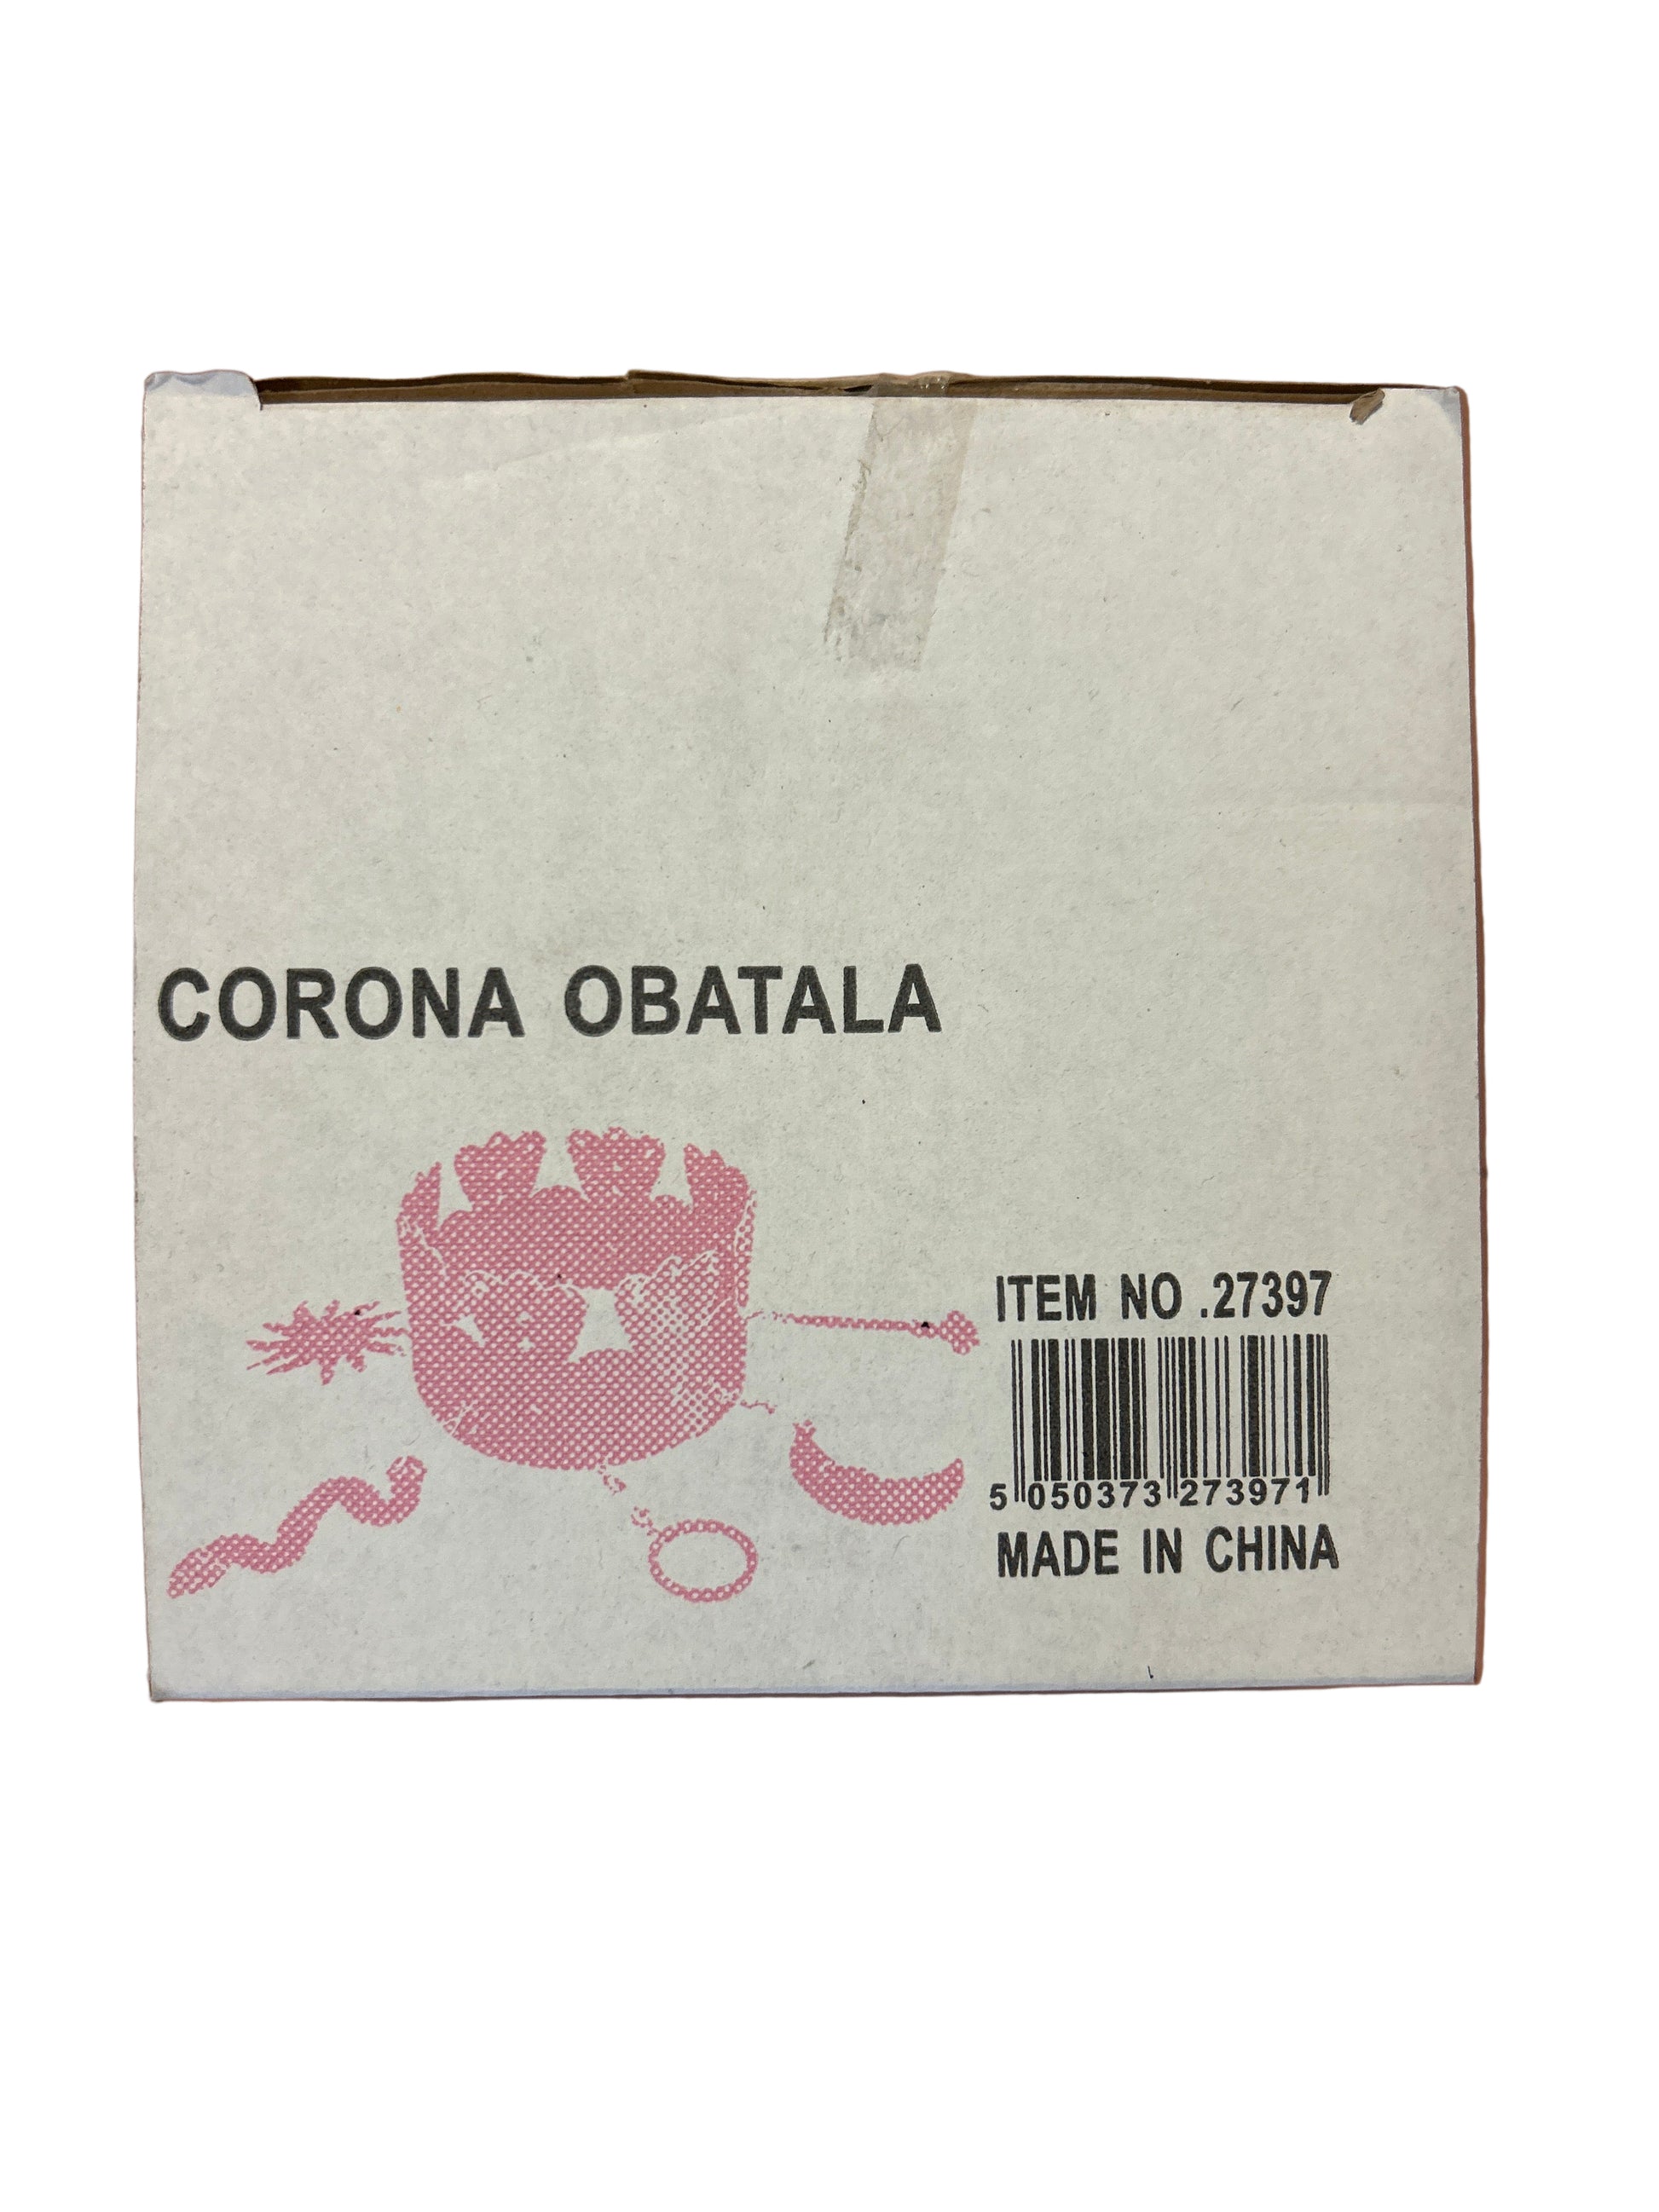 CORONA OBATALA
ITEM NO .27397
5 050373 273971
MADE IN CHINA